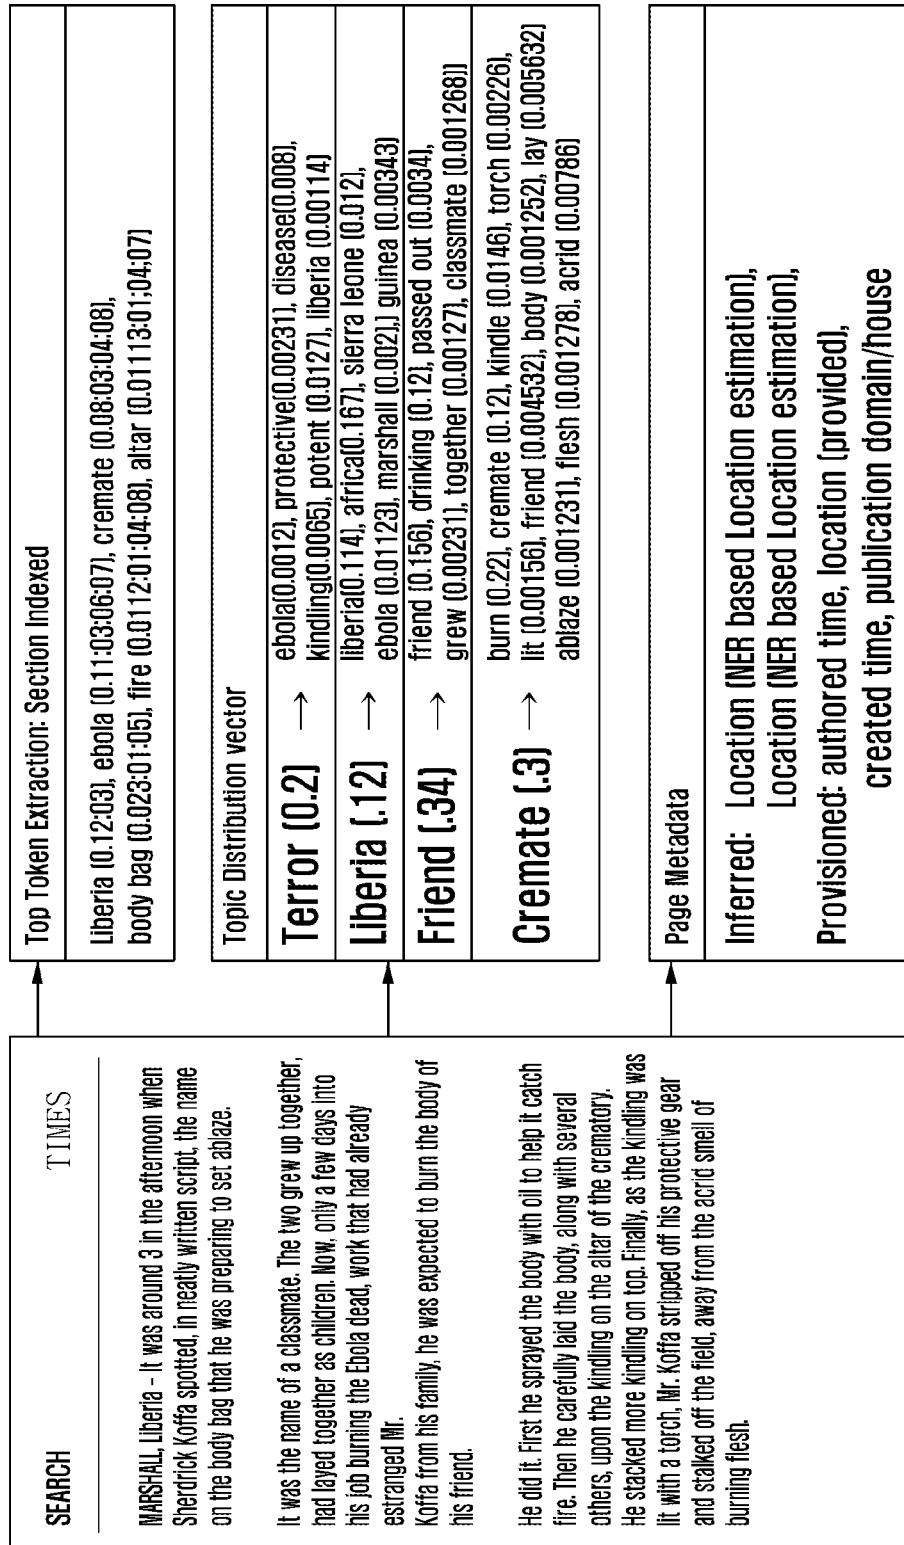 SEARCH TIMES
MARSHALL, Liberia - It was around 3 in the afternoon when
Sherdrick Koffa spotted, in neatly written script, the name
on the body bag that he was preparing to set ablaze.
It was the name of a classmate. The two grew up together,
had layed together as children. Now, only a few days into
his job burning the Ebola dead, work that had already
estranged Mr.
Koffa from his family, he was expected to burn the body of
his friend.
He did it. First he sprayed the body with oil to help it catch
fire. Then he carefully laid the body, along with several
others, upon the kindling on the altar of the crematory.
He stacked more kindling on top. Finally, as the kindling was
lit with a torch, Mr. Koffa stripped off his protective gear
and stalked off the field, away from the acrid smell of
burning flesh.
Top Token Extraction: Section Indexed
Liberia (0.12:03), ebola (0.11:03:06:07), cremate (0.08:03:04:08),
body bag (0.023:01:05), fire (0.0112:01:04:08), altar (0.01113:01;04;07)
Topic Distribution vector
Terror (0.2) → ebola(0.0012), protective(0.00231), disease(0.008),
kindling(0.0065), potent (0.0127), liberia (0.00114)
Liberia (.12) → liberia(0.114), africa(0.167), sierra leone (0.012),
ebola (0.01123), marshall (0.002),) guinea (0.00343)
Friend (.34) → friend (0.156), drinking (0.12), passed out (0.0034),
grew (0.00231), together (0.00127), classmate (0.001268))
Cremate (.3) → burn (0.22), cremate (0.12), kindle (0.0146), torch (0.00226),
lit (0.00156), friend (0.004532), body (0.001252), lay (0.005632)
ablaze (0.001231), flesh (0.001278), acrid (0.00786)
Page Metadata
Inferred: Location (NER based Location estimation),
Location (NER based Location estimation),
Provisioned: authored time, location (provided),
created time, publication domain/house